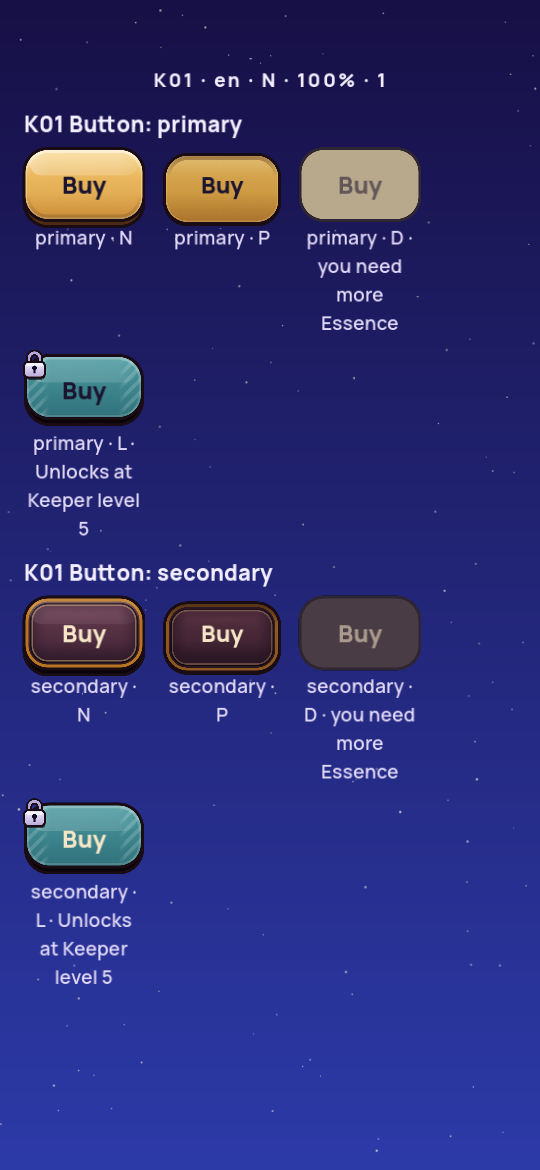 K01 · en · N · 100% · 1
K01 Button: primary
Buy
Buy
Buy
primary · N
primary · P
primary · D ·
you need
more
Essence
Buy
primary · L ·
Unlocks at
Keeper level
5
K01 Button: secondary
Buy
Buy
Buy
secondary ·
N
secondary ·
P
secondary ·
D · you need
more
Essence
Buy
secondary ·
L · Unlocks
at Keeper
level 5